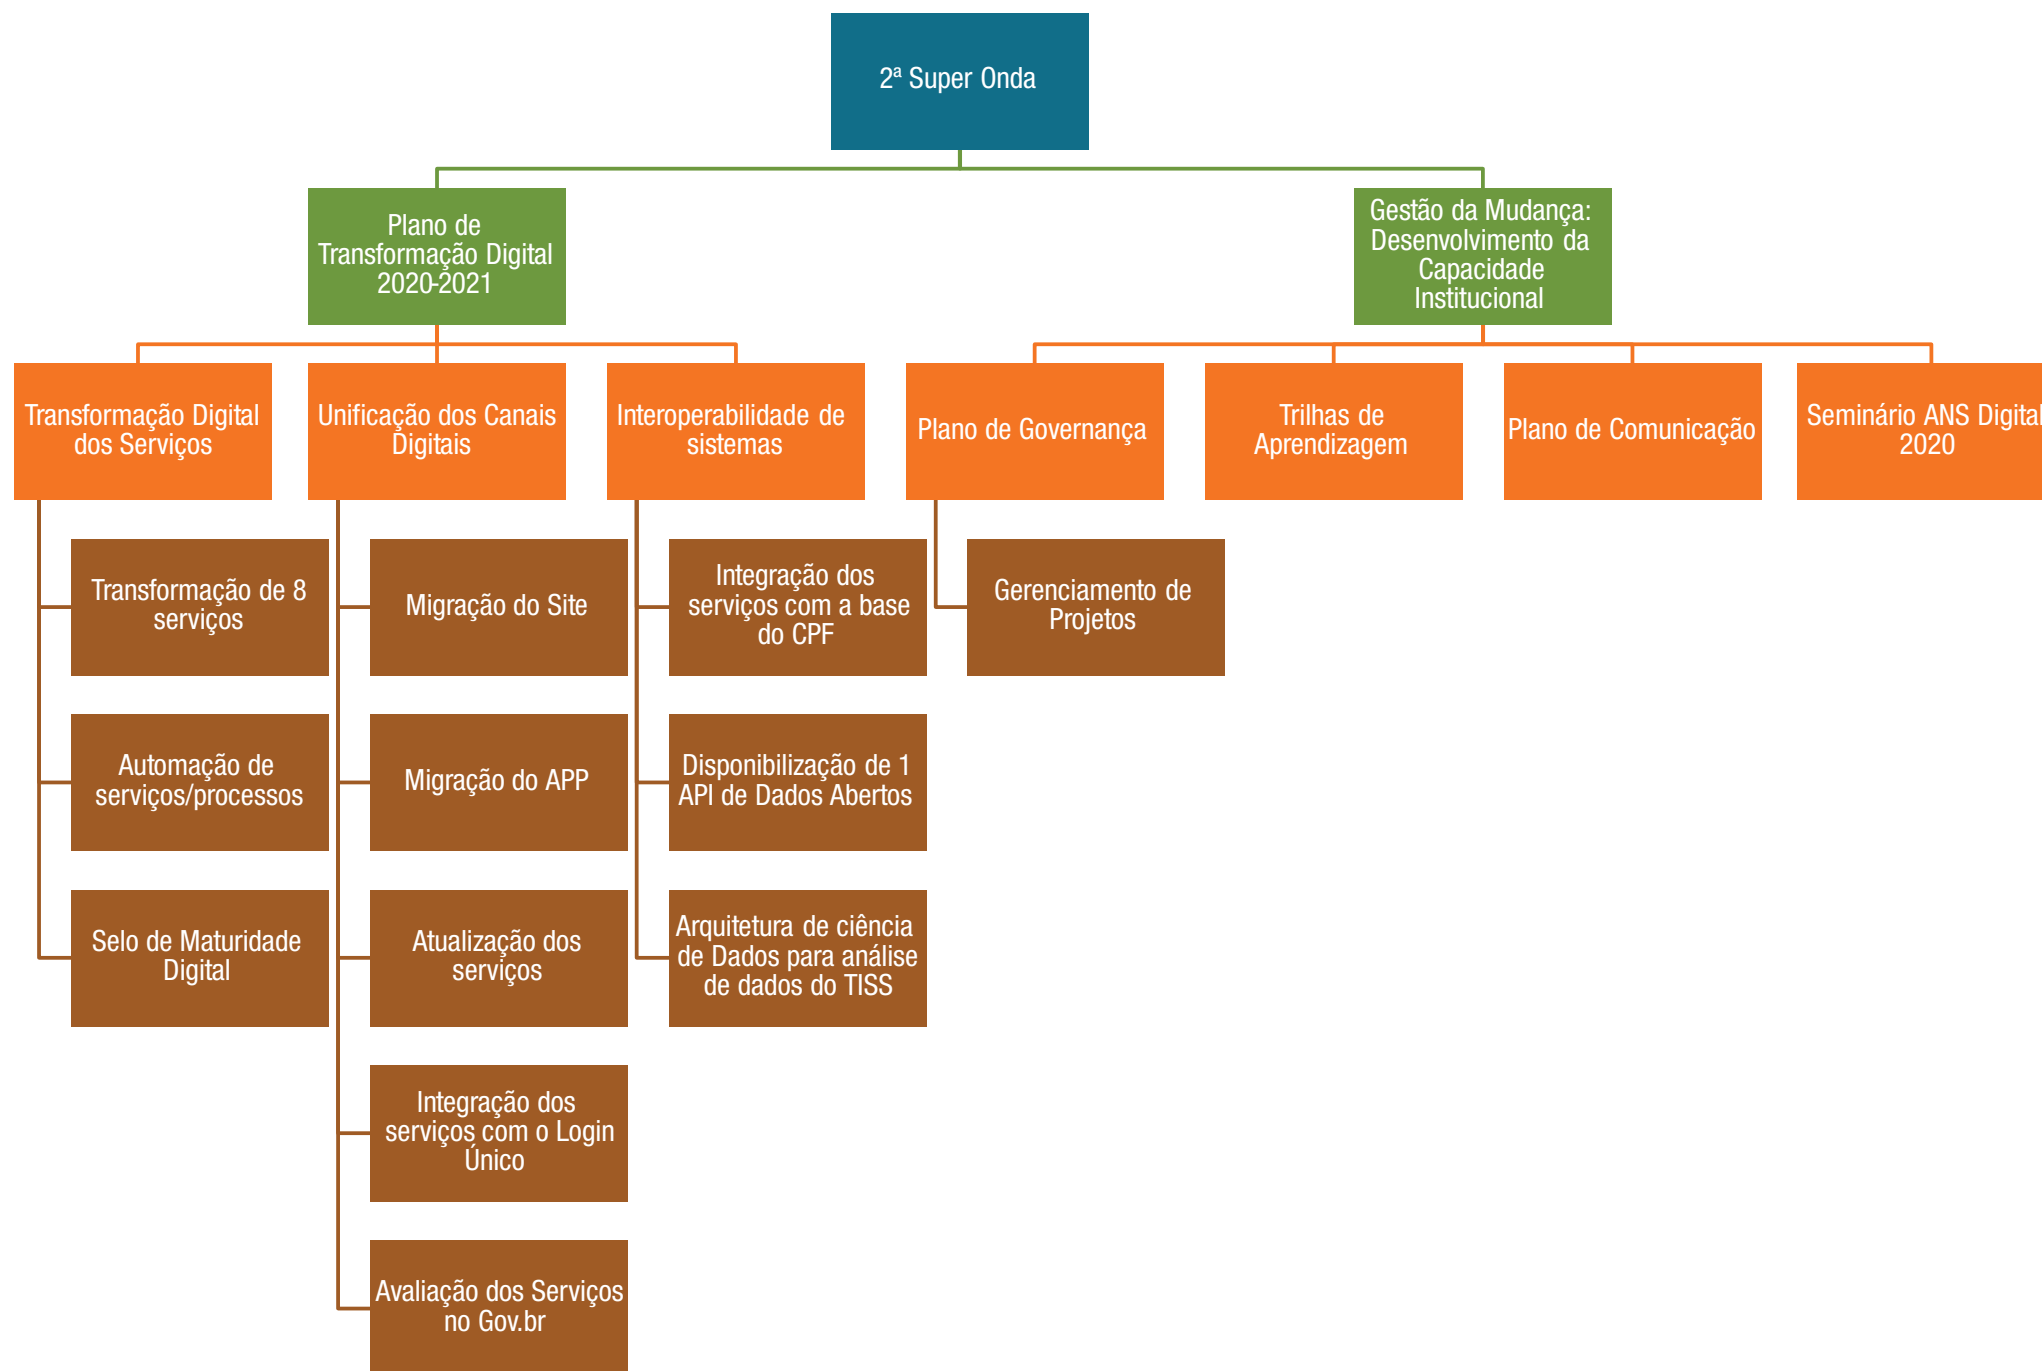 2ª Super Onda
Plano de
Transformação Digital
2020-2021
Gestão da Mudança:
Desenvolvimento da
Capacidade
Institucional
Transformação Digital
dos Serviços
Unificação dos Canais
Digitais
Interoperabilidade de
sistemas
Plano de Governança
Trilhas de
Aprendizagem
Plano de Comunicação
Seminário ANS Digital
2020
Transformação de 8
serviços
Migração do Site
Integração dos
serviços com a base
do CPF
Gerenciamento de
Projetos
Automação de
serviços/processos
Migração do APP
Disponibilização de 1
API de Dados Abertos
Selo de Maturidade
Digital
Atualização dos
serviços
Arquitetura de ciência
de Dados para análise
de dados do TISS
Integração dos
serviços com o Login
Único
Avaliação dos Serviços
no Gov.br